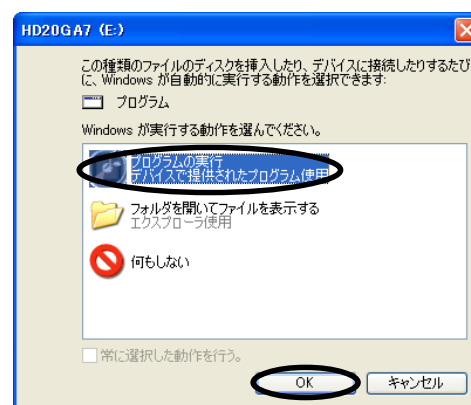 HD20GA7 (E:)
この種類のファイルのディスクを挿入したり、デバイスに接続したりするたび
に、Windows が自動的に実行する動作を選択できます:
プログラム
Windows が実行する動作を選んでください。
プログラムの実行
デバイスで提供されたプログラム使用
フォルダを開いてファイルを表示する
エクスプローラ使用
何もしない
常に選択した動作を行う。
OK
キャンセル